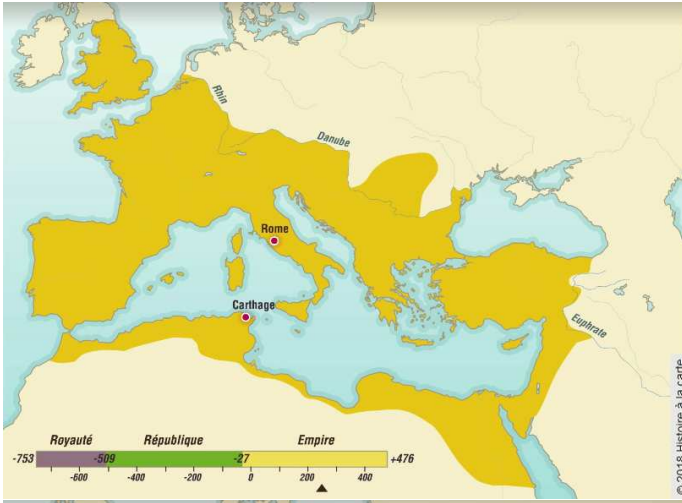 Rhin
Danube
Rome
Carthage
Euphrate
Royauté République Empire
-753 -509 -27 +476
-600 -400 -200 0 200 400
© 2018 Histoire à la carte